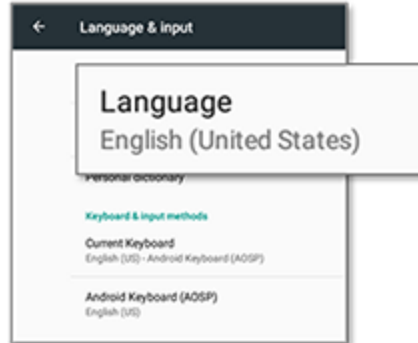 Language & input
Language
English (United States)
Personal dictionary
Keyboard & input methods
Current Keyboard
English (US) - Android Keyboard (AOSP)
Android Keyboard (AOSP)
English (US)